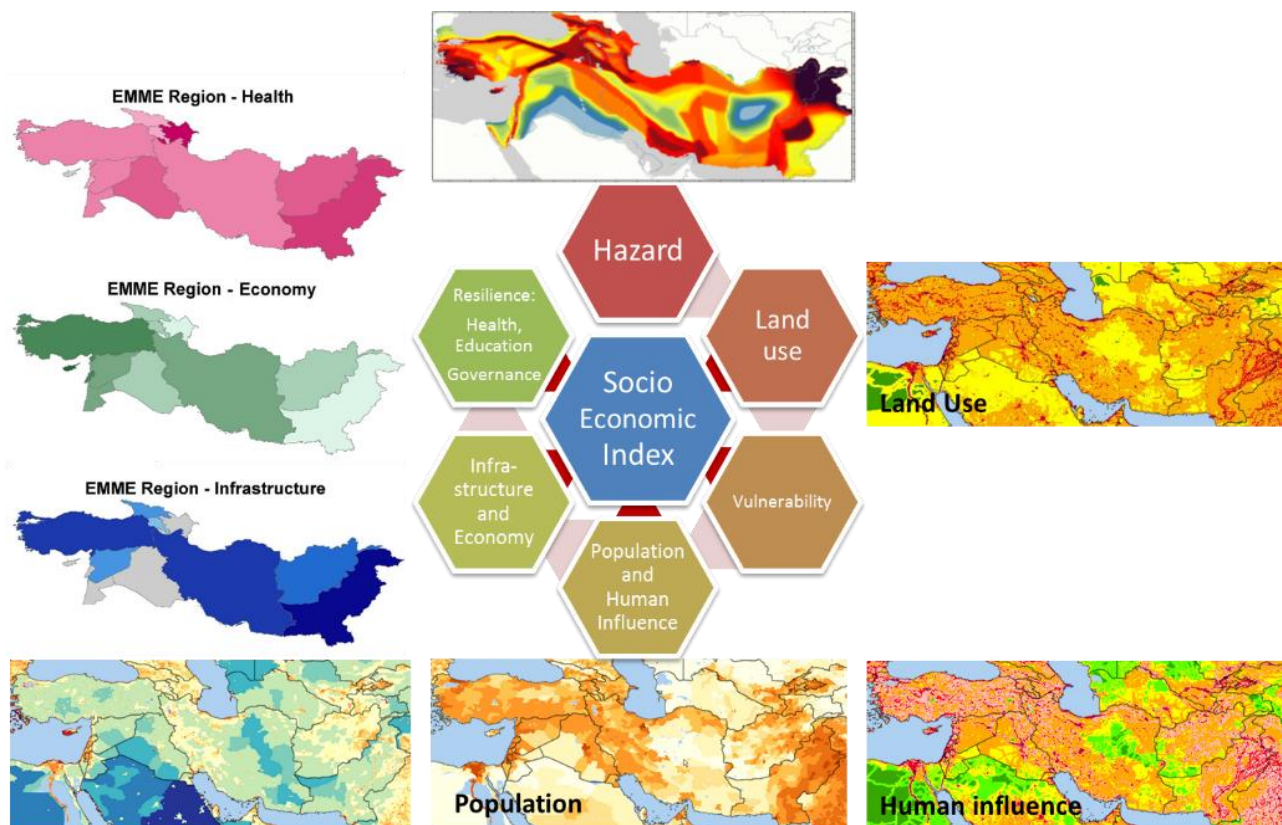 EMME Region - Health
EMME Region - Economy
EMME Region - Infrastructure
Hazard
Resilience:
Health,
Education
Governance
Land
use
Socio
Economic
Index
Infra-
structure
and
Economy
Vulnerability
Population
and
Human
Influence
Land Use
Population
Human influence